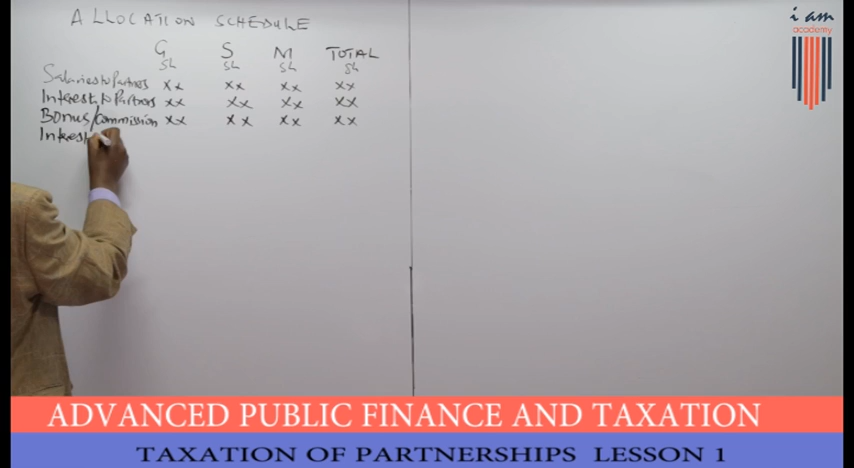 ALLOCATION SCHEDULE
G S M TOTAL
sh sh sh sh
Salaries to Partners xx xx xx xx
Interest to Partners xx xx xx xx
Bonus/commission xx xx xx xx
Interest
i am
academy
ADVANCED PUBLIC FINANCE AND TAXATION
TAXATION OF PARTNERSHIPS LESSON 1